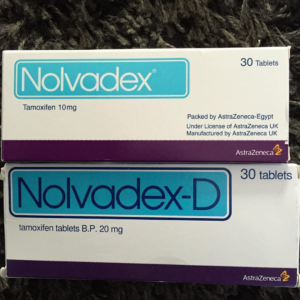 Nolvadex®
30 Tablets
Tamoxifen 10mg
Packed by AstraZeneca-Egypt
Under License of AstraZeneca UK
Manufactured by AstraZeneca UK
AstraZeneca
Nolvadex-D
30 tablets
tamoxifen tablets B.P. 20 mg
AstraZeneca